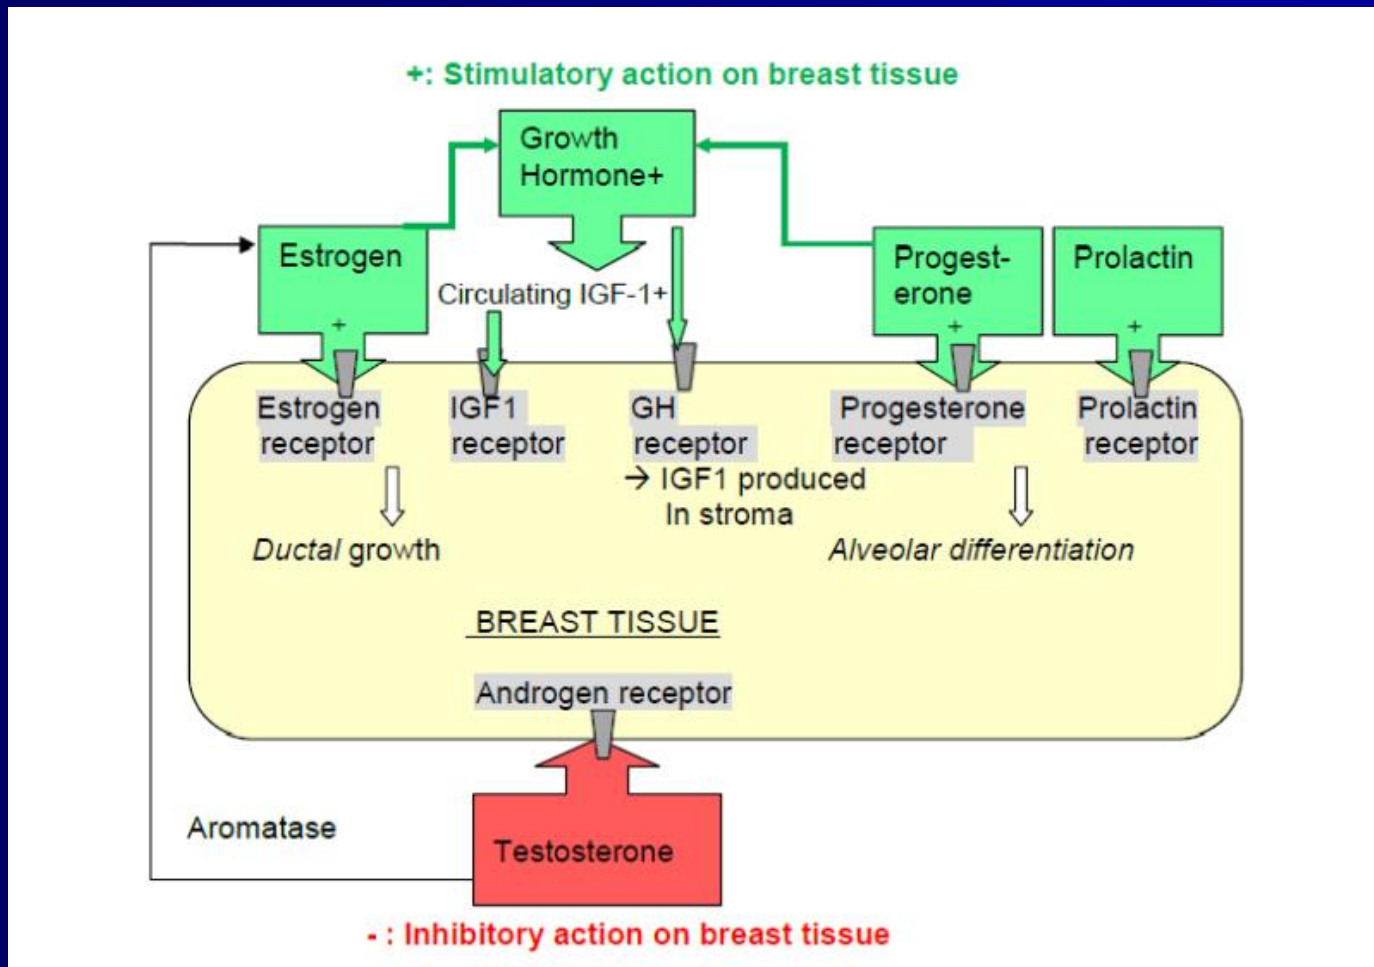 +: Stimulatory action on breast tissue
Growth
Hormone+
Estrogen
+
Circulating IGF-1+
Progest-
erone
+
Prolactin
+
Estrogen
receptor
IGF1
receptor
GH
receptor
→ IGF1 produced
In stroma
Progesterone
receptor
Prolactin
receptor
Ductal growth
Alveolar differentiation
BREAST TISSUE
Androgen receptor
Aromatase
Testosterone
- : Inhibitory action on breast tissue